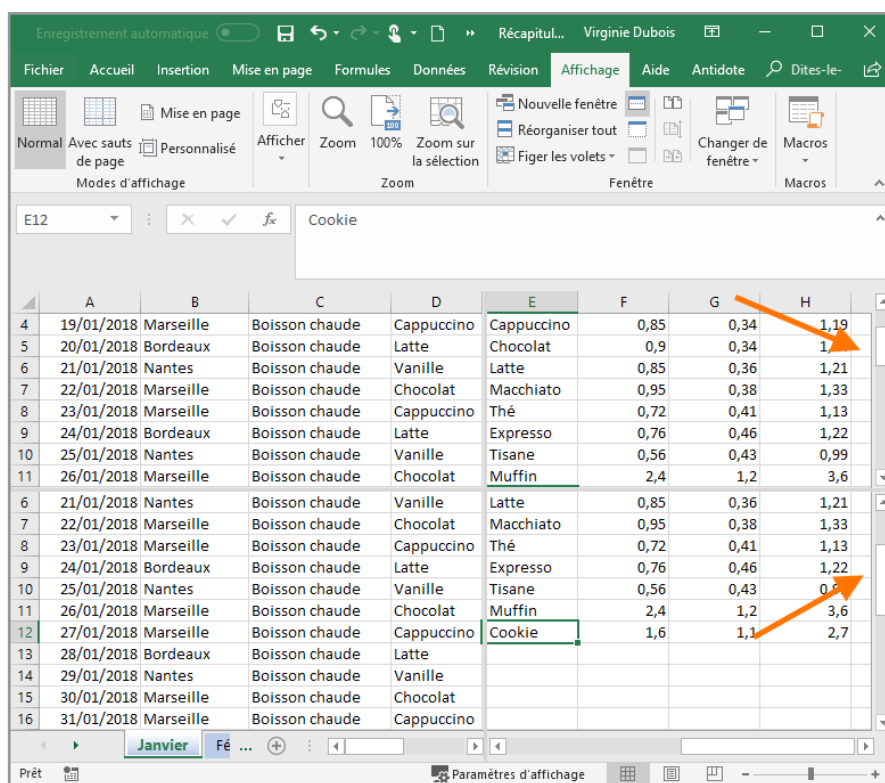 Enregistrement automatique Récapitul... Virginie Dubois
Fichier Accueil Insertion Mise en page Formules Données Révision Affichage Aide Antidote Dites-le-
Normal Avec sauts de page Mise en page Personnalisé Afficher Zoom 100% Zoom sur la sélection Nouvelle fenêtre Réorganiser tout Figer les volets Changer de fenêtre Macros
Modes d'affichage Zoom Fenêtre Macros
E12 fx Cookie
A B C D E F G H
4 19/01/2018 Marseille Boisson chaude Cappuccino Cappuccino 0,85 0,34 1,19
5 20/01/2018 Bordeaux Boisson chaude Latte Chocolat 0,9 0,34
6 21/01/2018 Nantes Boisson chaude Vanille Latte 0,85 0,36 1,21
7 22/01/2018 Marseille Boisson chaude Chocolat Macchiato 0,95 0,38 1,33
8 23/01/2018 Marseille Boisson chaude Cappuccino Thé 0,72 0,41 1,13
9 24/01/2018 Bordeaux Boisson chaude Latte Expresso 0,76 0,46 1,22
10 25/01/2018 Nantes Boisson chaude Vanille Tisane 0,56 0,43 0,99
11 26/01/2018 Marseille Boisson chaude Chocolat Muffin 2,4 1,2 3,6
6 21/01/2018 Nantes Boisson chaude Vanille Latte 0,85 0,36 1,21
7 22/01/2018 Marseille Boisson chaude Chocolat Macchiato 0,95 0,38 1,33
8 23/01/2018 Marseille Boisson chaude Cappuccino Thé 0,72 0,41 1,13
9 24/01/2018 Bordeaux Boisson chaude Latte Expresso 0,76 0,46 1,22
10 25/01/2018 Nantes Boisson chaude Vanille Tisane 0,56 0,43
11 26/01/2018 Marseille Boisson chaude Chocolat Muffin 2,4 1,2 3,6
12 27/01/2018 Marseille Boisson chaude Cappuccino Cookie 1,6 1,1 2,7
13 28/01/2018 Bordeaux Boisson chaude Latte
14 29/01/2018 Nantes Boisson chaude Vanille
15 30/01/2018 Marseille Boisson chaude Chocolat
16 31/01/2018 Marseille Boisson chaude Cappuccino
Janvier Fé ...
Prêt Paramètres d'affichage